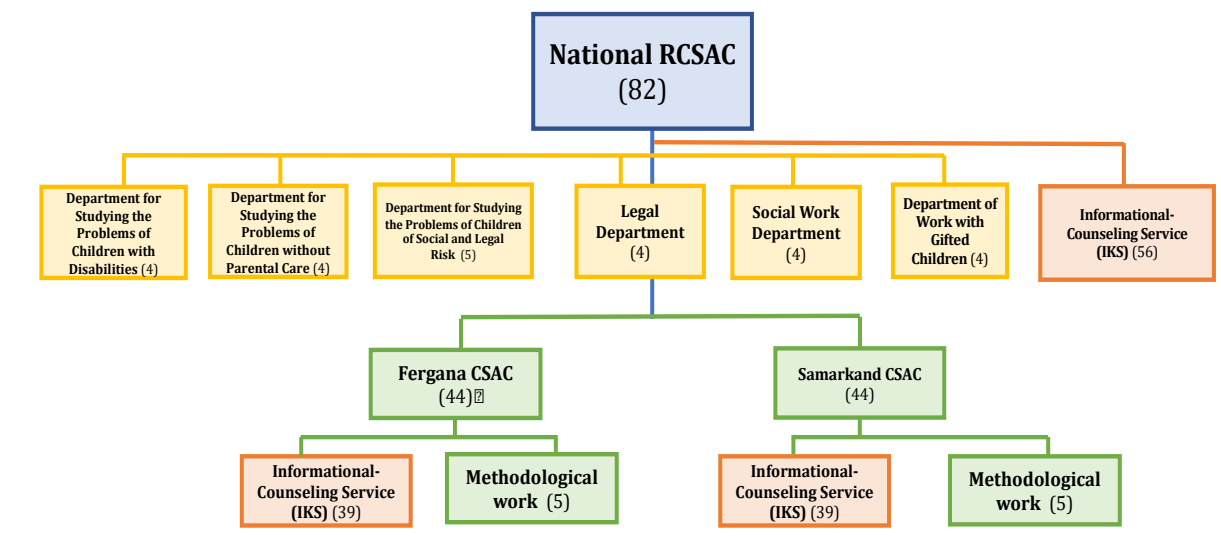 National RCSAC
(82)
Department for
Studying the
Problems of
Children with
Disabilities (4)
Department for
Studying the
Problems of
Children without
Parental Care (4)
Department for Studying
the Problems of Children
of Social and Legal
Risk (5)
Legal
Department
(4)
Social Work
Department
(4)
Department of
Work with
Gifted
Children (4)
Informational-
Counseling Service
(IKS) (56)
Fergana CSAC
(44)
Samarkand CSAC
(44)
Informational-
Counseling Service
(IKS) (39)
Methodological
work (5)
Informational-
Counseling Service
(IKS) (39)
Methodological
work (5)